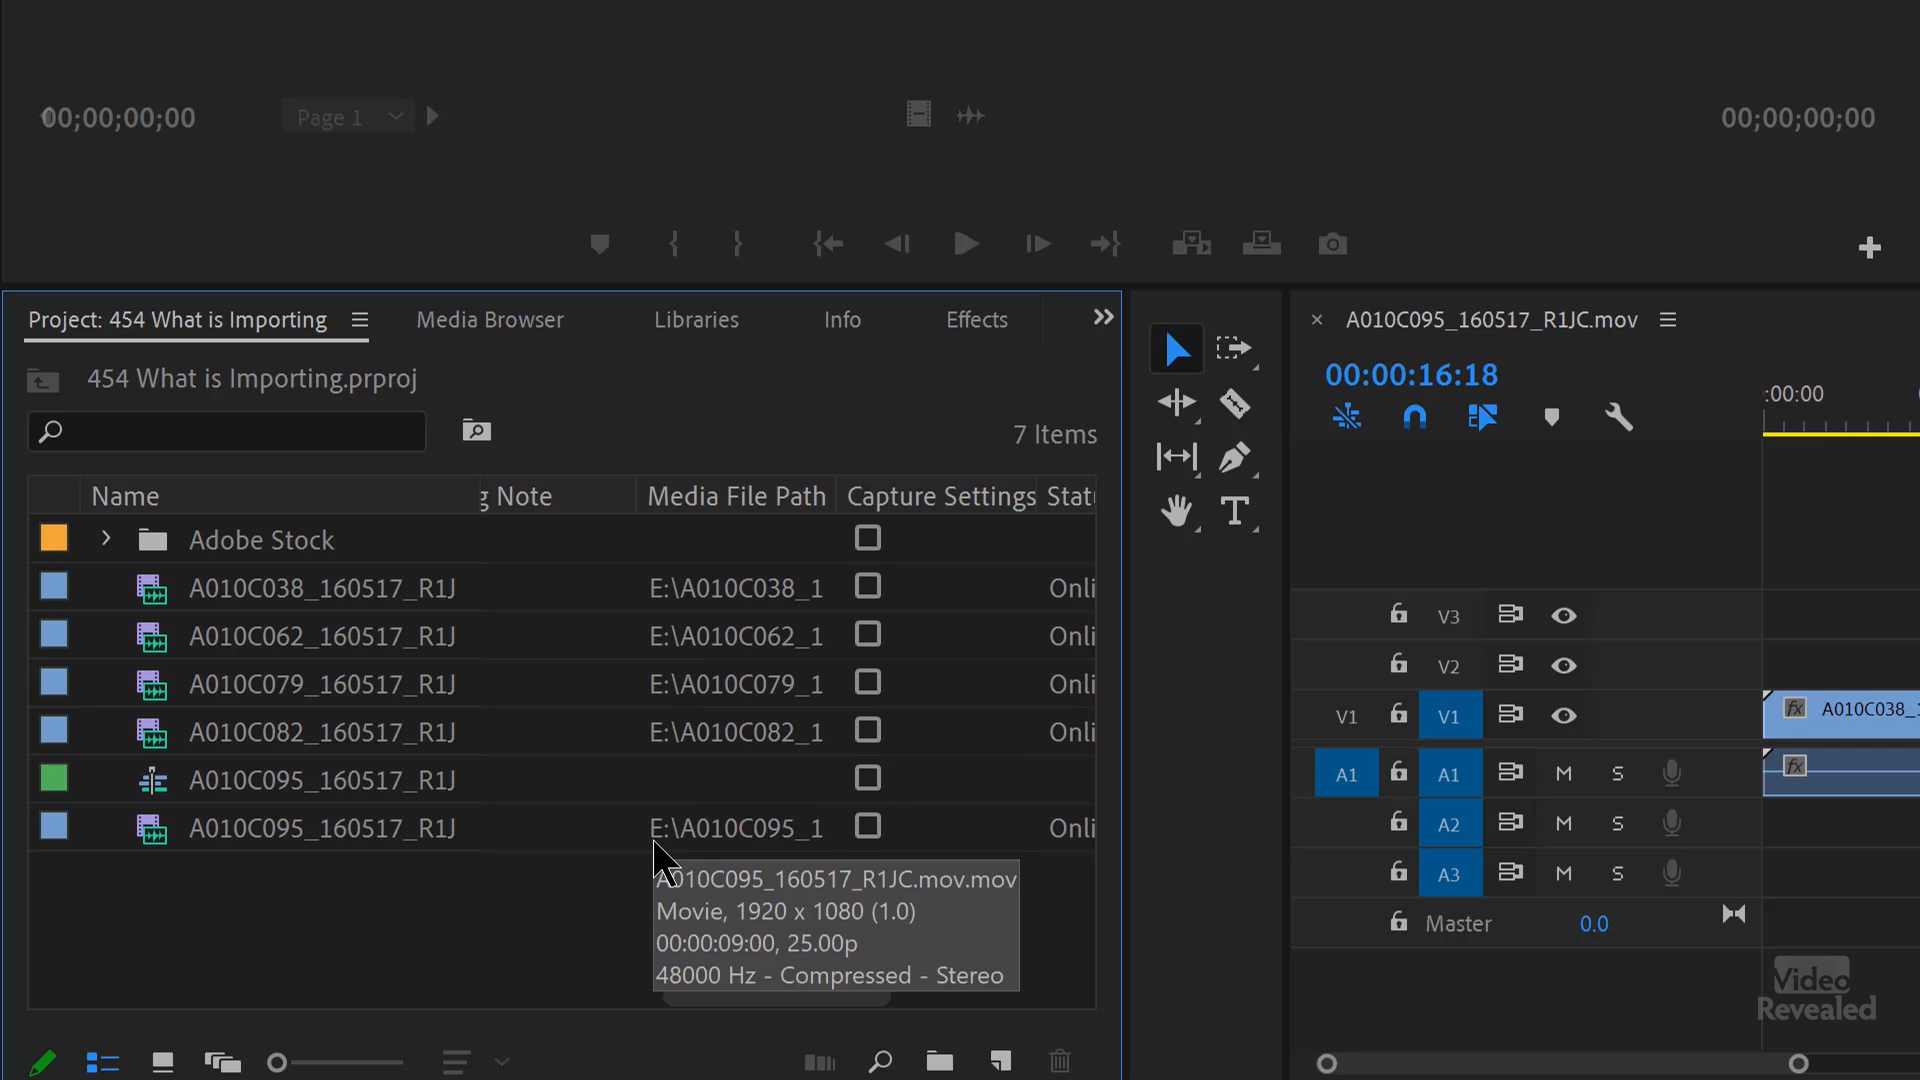 00;00;00;00
Page 1
00;00;00;00
Project: 454 What is Importing
Media Browser
Libraries
Info
Effects
454 What is Importing.prproj
7 Items
Name
g Note
Media File Path
Capture Settings
Adobe Stock
A010C038_160517_R1J
E:\A010C038_1
Onli
A010C062_160517_R1J
E:\A010C062_1
Onli
A010C079_160517_R1J
E:\A010C079_1
Onli
A010C082_160517_R1J
E:\A010C082_1
Onli
A010C095_160517_R1J
A010C095_160517_R1J
E:\A010C095_1
Onli
A010C095_160517_R1JC.mov.mov
Movie, 1920 x 1080 (1.0)
00:00:09:00, 25.00p
48000 Hz - Compressed - Stereo
A010C095_160517_R1JC.mov
00:00:16:18
:00:00
V3
V2
V1
V1
fx
A010C038_1
A1
A1
M
S
fx
A2
M
S
A3
M
S
Master
0.0
Video
Revealed